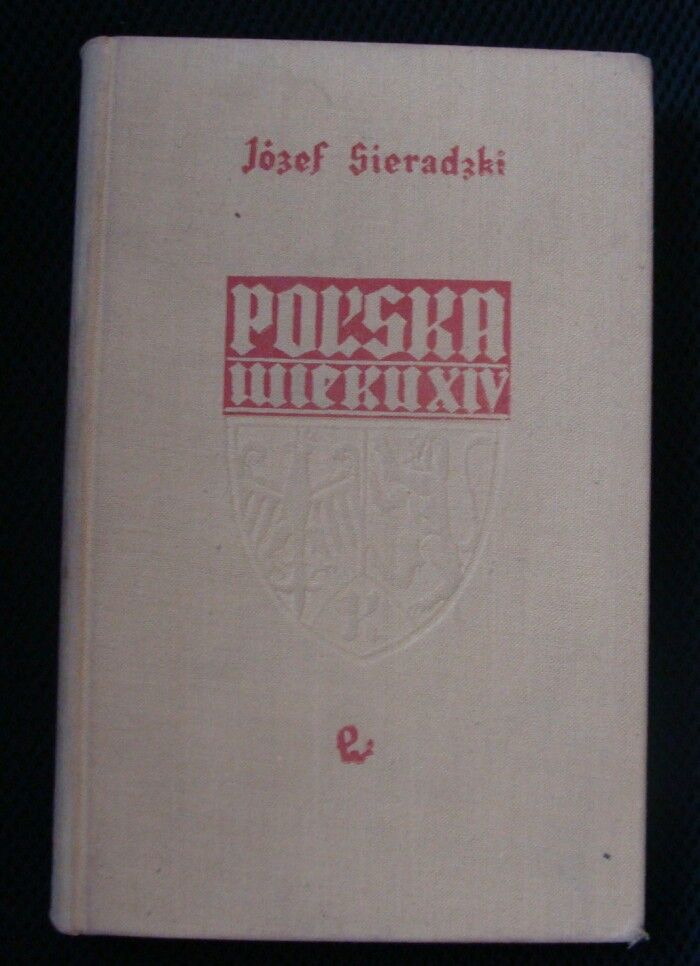 Józef Sieradzki
POLSKA
WIEKU XIV